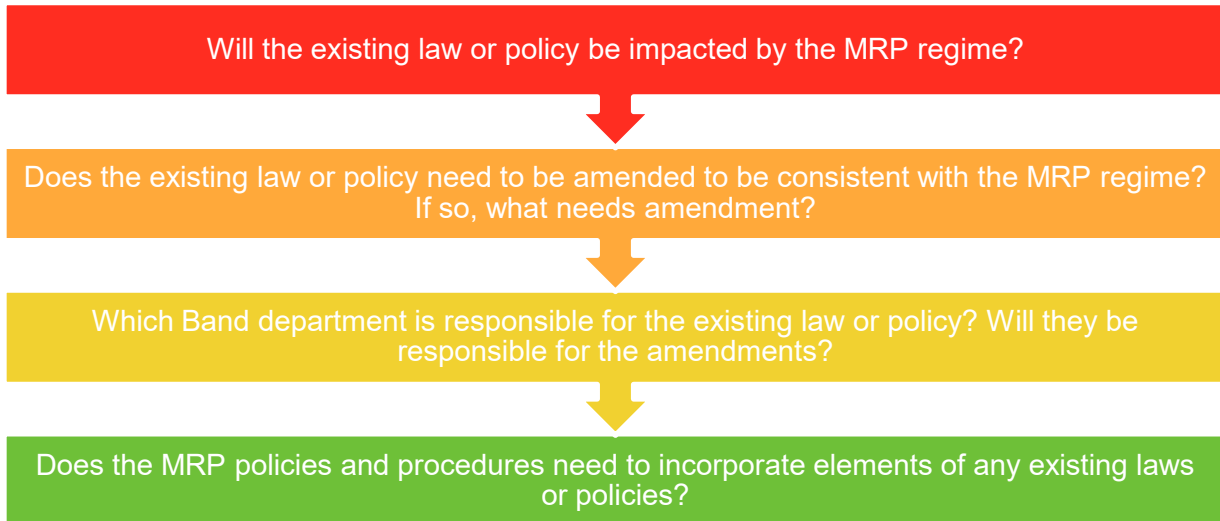 Will the existing law or policy be impacted by the MRP regime?
Does the existing law or policy need to be amended to be consistent with the MRP regime?
If so, what needs amendment?
Which Band department is responsible for the existing law or policy? Will they be
responsible for the amendments?
Does the MRP policies and procedures need to incorporate elements of any existing laws
or policies?